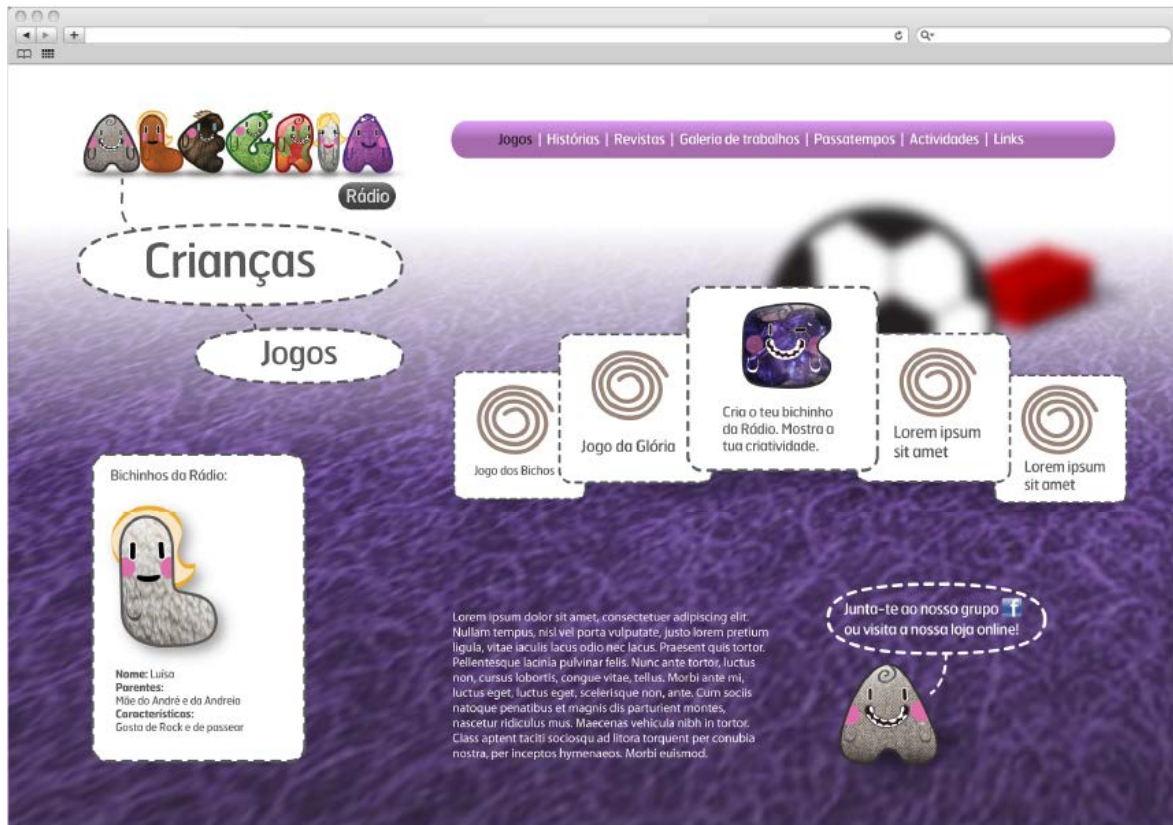 ALEGRIA
Rádio
Jogos | Histórias | Revistas | Galeria de trabalhos | Passatempos | Actividades | Links
Crianças
Jogos
Jogo dos Bichos
Jogo da Glória
Cria o teu bichinho
da Rádio. Mostra a
tua criatividade.
Lorem ipsum
sit amet
Lorem ipsum
sit amet
Bichinhos da Rádio:
Nome: Luísa
Parentes:
Mãe do André e da Andreia
Características:
Gosta de Rock e de passear
Lorem ipsum dolor sit amet, consectetuer adipiscing elit.
Nullam tempus, nisl vel porta vulputate, justo lorem pretium
ligula, vitae iaculis lacus odio nec lacus. Praesent quis tortor.
Pellentesque lacinia pulvinar felis. Nunc ante tortor, luctus
non, cursus lobortis, congue vitae, tellus. Morbi ante mi,
luctus eget, luctus eget, scelerisque non, ante. Cum sociis
natoque penatibus et magnis dis parturient montes,
nascetur ridiculus mus. Maecenas vehicula nibh in tortor.
Class aptent taciti sociosqu ad litora torquent per conubia
nostra, per inceptos hymenaeos. Morbi euismod.
Junta-te ao nosso grupo f
ou visita a nossa loja online!